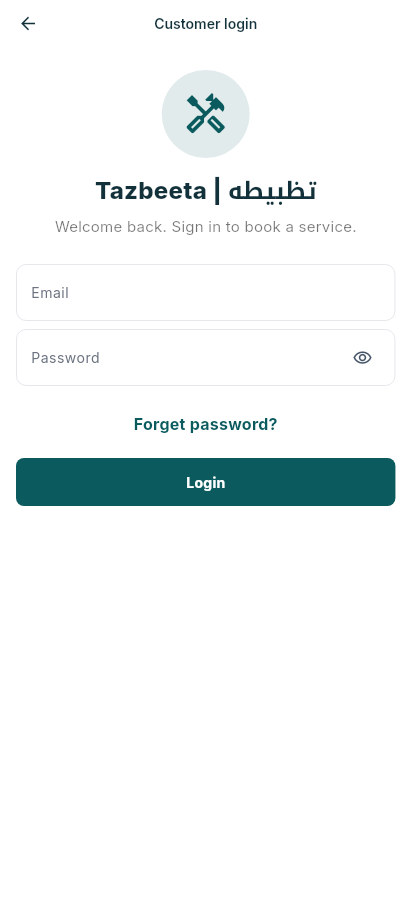 Customer login
Tazbeeta | تظبيطه
Welcome back. Sign in to book a service.
Email
Password
Forget password?
Login